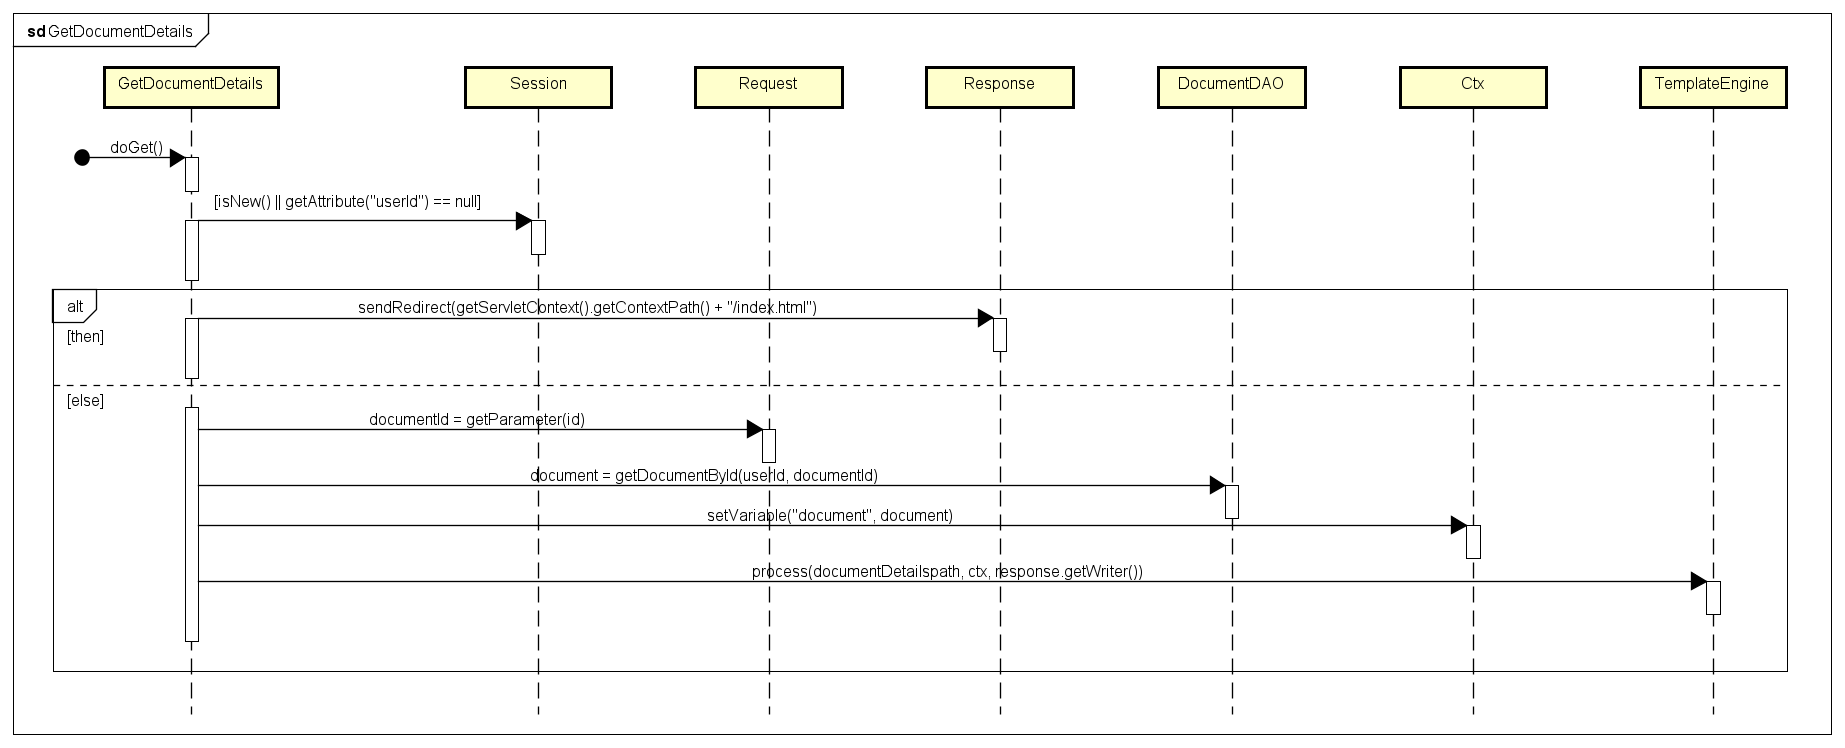 sd GetDocumentDetails
GetDocumentDetails
Session
Request
Response
DocumentDAO
Ctx
TemplateEngine
doGet()
[isNew() || getAttribute("userId") == null]
alt
sendRedirect(getServletContext().getContextPath() + "/index.html")
[then]
[else]
documentId = getParameter(id)
document = getDocumentById(userId, documentId)
setVariable("document", document)
process(documentDetailspath, ctx, response.getWriter())